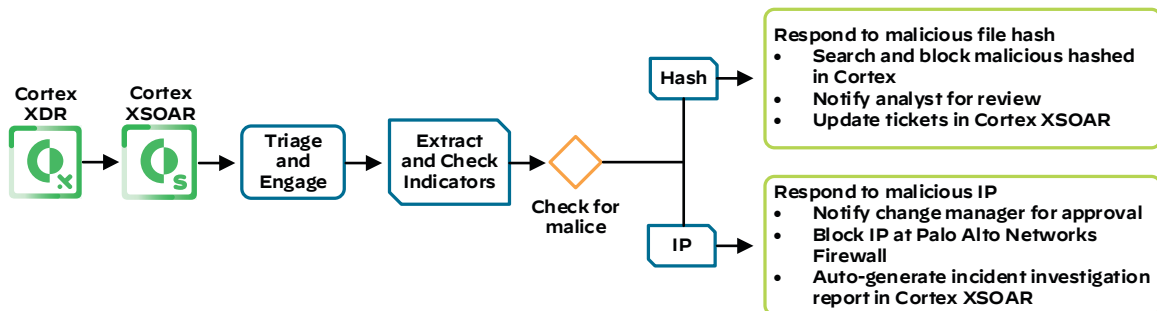 Cortex
XDR
Cortex
XSOAR
Triage
and
Engage
Extract
and Check
Indicators
Check for
malice
Hash
IP
Respond to malicious file hash
• Search and block malicious hashed
in Cortex
• Notify analyst for review
• Update tickets in Cortex XSOAR
Respond to malicious IP
• Notify change manager for approval
• Block IP at Palo Alto Networks
Firewall
• Auto-generate incident investigation
report in Cortex XSOAR